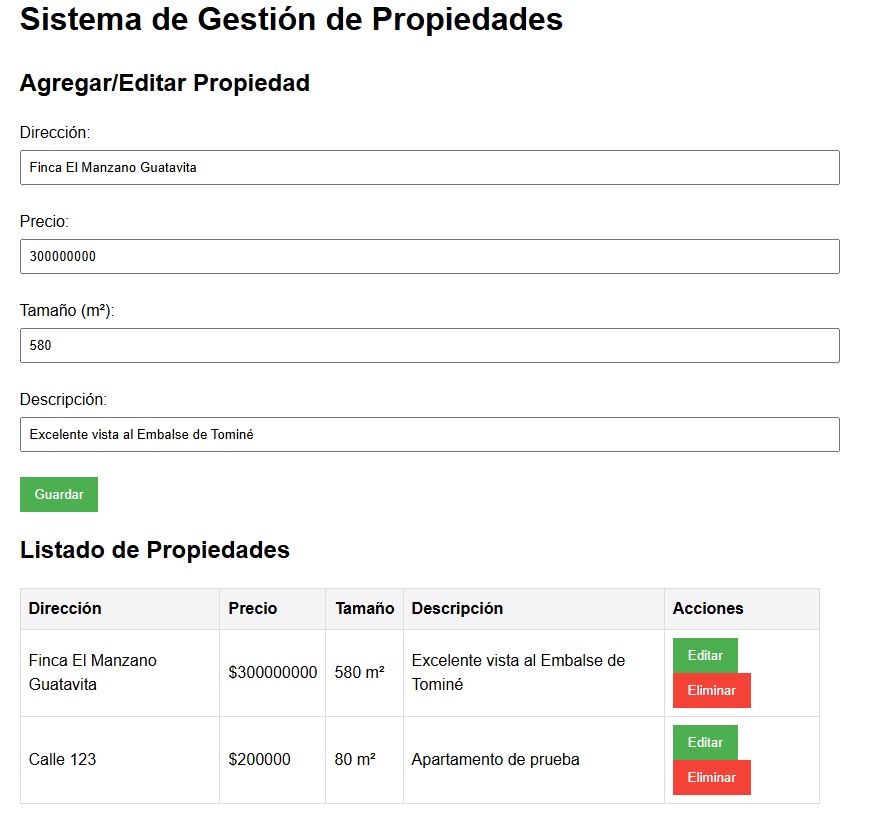 Sistema de Gestión de Propiedades
Agregar/Editar Propiedad
Dirección:
Finca El Manzano Guatavita
Precio:
300000000
Tamaño (m²):
580
Descripción:
Excelente vista al Embalse de Tominé
Guardar
Listado de Propiedades
Dirección Precio Tamaño Descripción Acciones
Finca El Manzano
Guatavita
$300000000
580 m²
Excelente vista al Embalse de
Tominé
Editar
Eliminar
Calle 123
$200000
80 m²
Apartamento de prueba
Editar
Eliminar